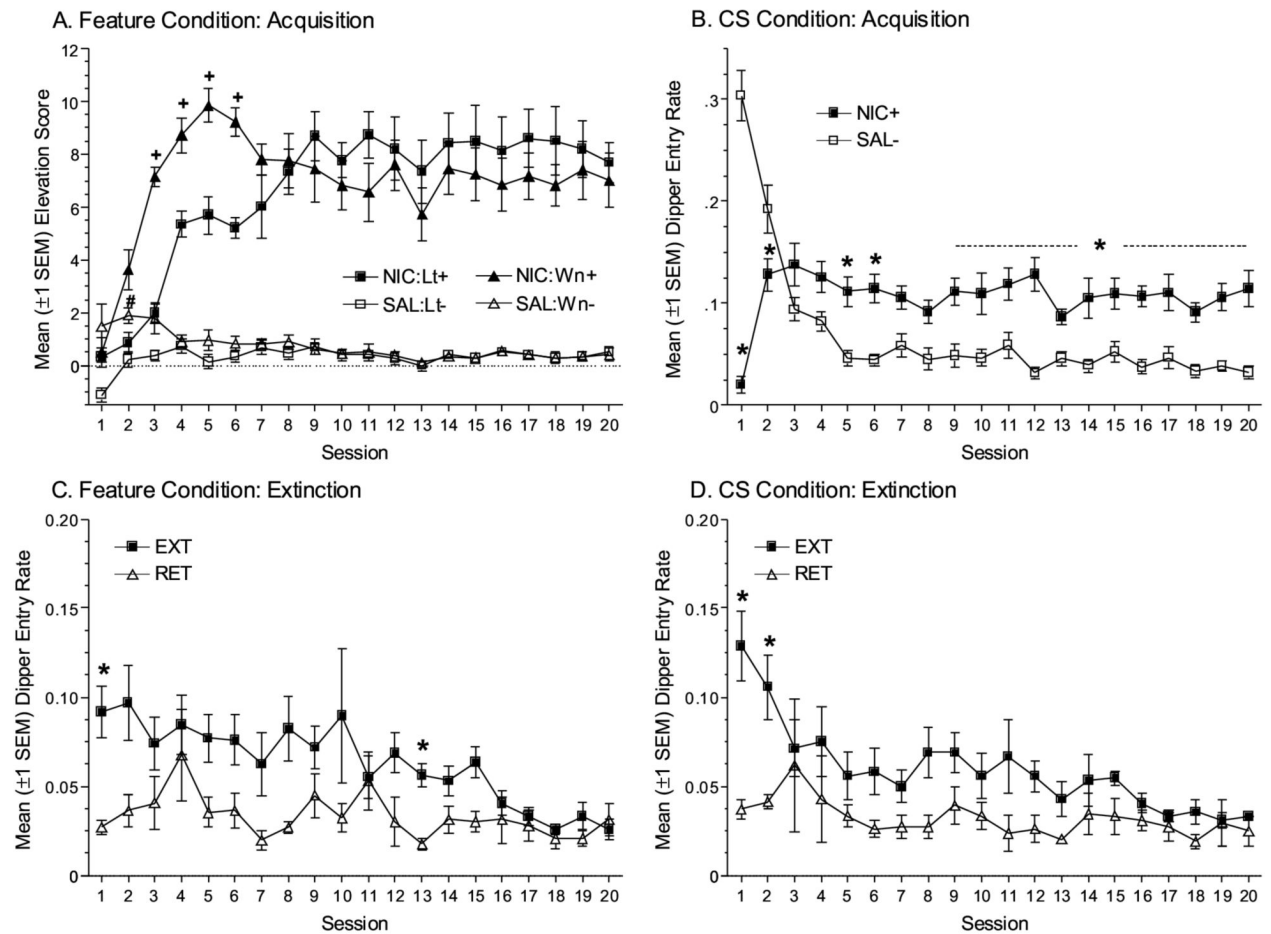 A. Feature Condition: Acquisition
12
10
8
6
4
2
0
Mean (±1 SEM) Elevation Score
+ + + + #
NIC:Lt+ NIC:Wn+
SAL:Lt- SAL:Wn-
1 2 3 4 5 6 7 8 9 10 11 12 13 14 15 16 17 18 19 20
Session
B. CS Condition: Acquisition
.3
.2
.1
0
Mean (±1 SEM) Dipper Entry Rate
NIC+
SAL-
* * * * *
1 2 3 4 5 6 7 8 9 10 11 12 13 14 15 16 17 18 19 20
Session
C. Feature Condition: Extinction
0.20
0.15
0.10
0.05
0
Mean (±1 SEM) Dipper Entry Rate
EXT
RET
* *
1 2 3 4 5 6 7 8 9 10 11 12 13 14 15 16 17 18 19 20
Session
D. CS Condition: Extinction
0.20
0.15
0.10
0.05
0
Mean (±1 SEM) Dipper Entry Rate
EXT
RET
* *
1 2 3 4 5 6 7 8 9 10 11 12 13 14 15 16 17 18 19 20
Session